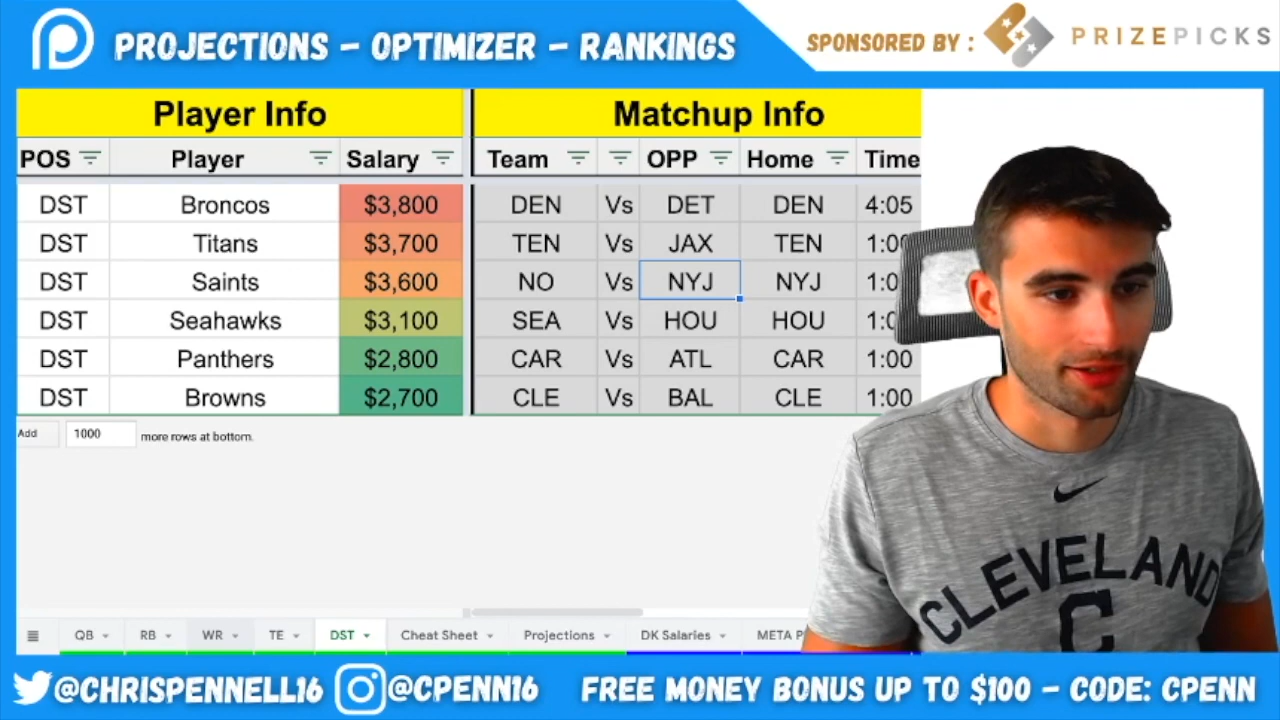 PROJECTIONS - OPTIMIZER - RANKINGS
SPONSORED BY : PRIZEPICKS
Player Info Matchup Info
POS Player Salary Team OPP Home Time
DST Broncos $3,800 DEN Vs DET DEN 4:05
DST Titans $3,700 TEN Vs JAX TEN
DST Saints $3,600 NO Vs NYJ NYJ
DST Seahawks $3,100 SEA Vs HOU HOU
DST Panthers $2,800 CAR Vs ATL CAR 1:00
DST Browns $2,700 CLE Vs BAL CLE 1:00
Add 1000 more rows at bottom.
CLEVELAND
C
QB RB WR TE DST Cheat Sheet Projections DK Salaries META
@CHRISPENNELL16 @CPENN16 FREE MONEY BONUS UP TO $100 - CODE: CPENN